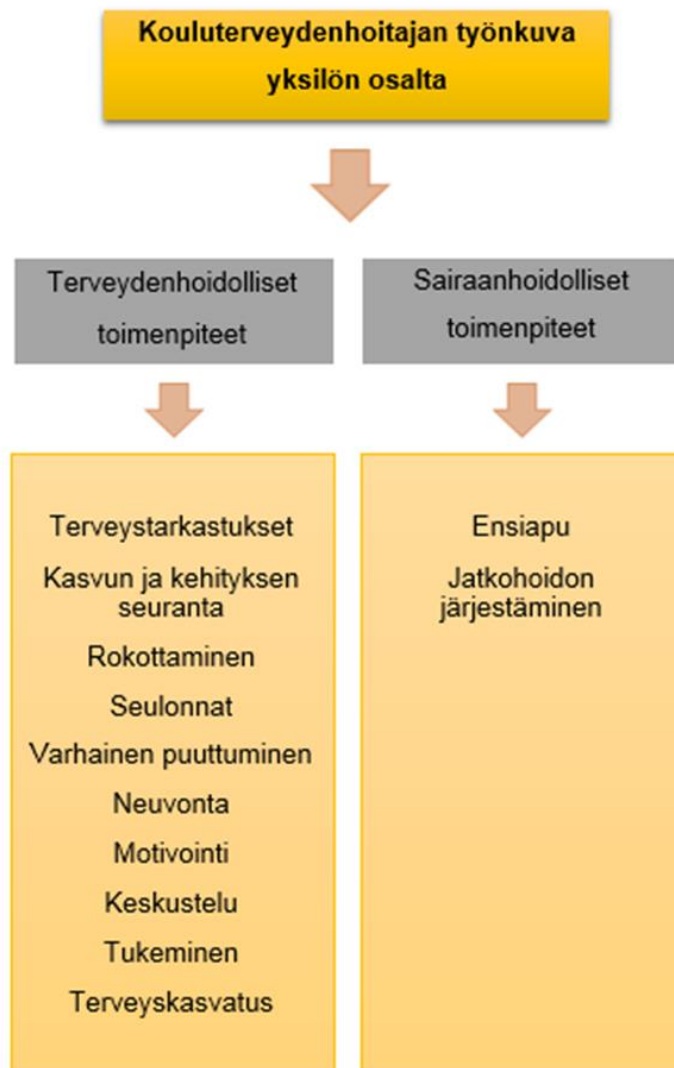 Kouluterveydenhoitajan työnkuva
yksilön osalta
Terveydenhoidolliset
toimenpiteet
Sairaanhoidolliset
toimenpiteet
Terveystarkastukset
Kasvun ja kehityksen
seuranta
Rokottaminen
Seulonnat
Varhainen puuttuminen
Neuvonta
Motivointi
Keskustelu
Tukeminen
Terveyskasvatus
Ensiapu
Jatkohoidon
järjestäminen